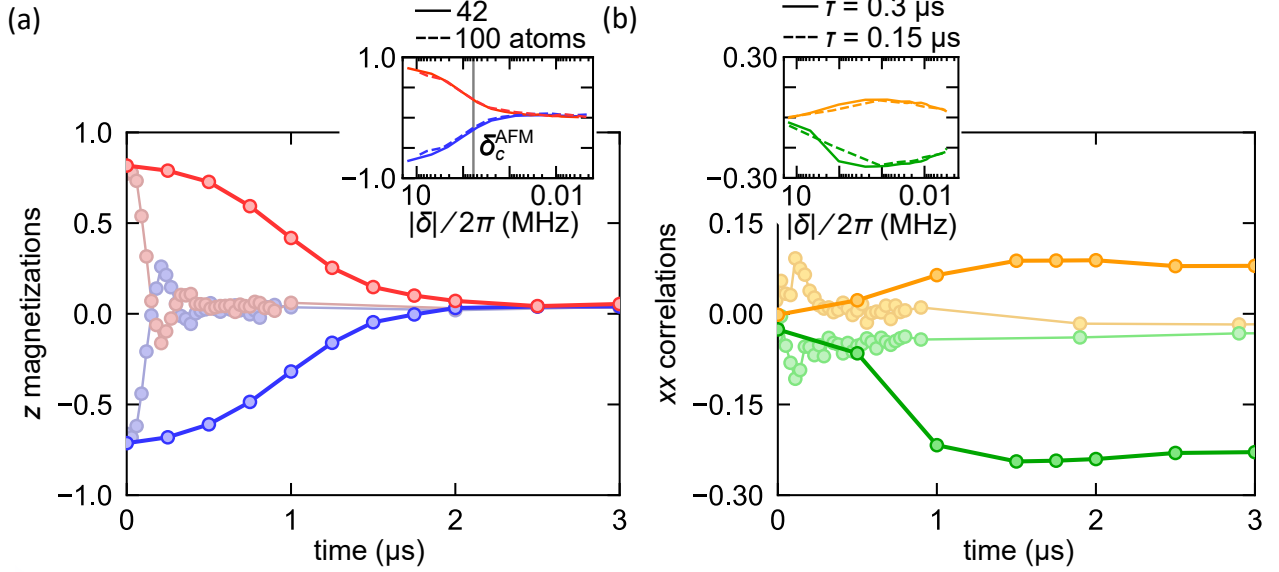 (a)
42
100 atoms
1.0
−1.0
δ_c^AFM
10
0.01
|δ| ∕ 2π (MHz)
1.0
0.5
0.0
−0.5
−1.0
z magnetizations
0
1
2
3
time (μs)
(b)
τ = 0.3 μs
τ = 0.15 μs
0.30
−0.30
10
0.01
|δ| ∕ 2π (MHz)
0.15
0.00
−0.15
−0.30
xx correlations
0
1
2
3
time (μs)